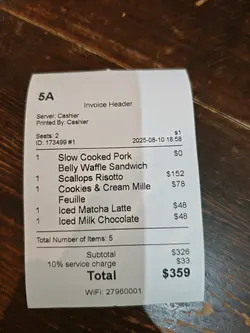 5A
Invoice Header
Server: Cashier
Printed By: Cashier
Seats: 2 s1
ID: 173499 #1 2025-08-10 16:58
1 Slow Cooked Pork $0
Belly Waffle Sandwich
1 Scallops Risotto $152
1 Cookies & Cream Mille $78
Feuille
1 Iced Matcha Latte $48
1 Iced Milk Chocolate $48
Total Number of Items: 5
Subtotal $326
10% service charge $33
Total $359
WiFi: 27960001